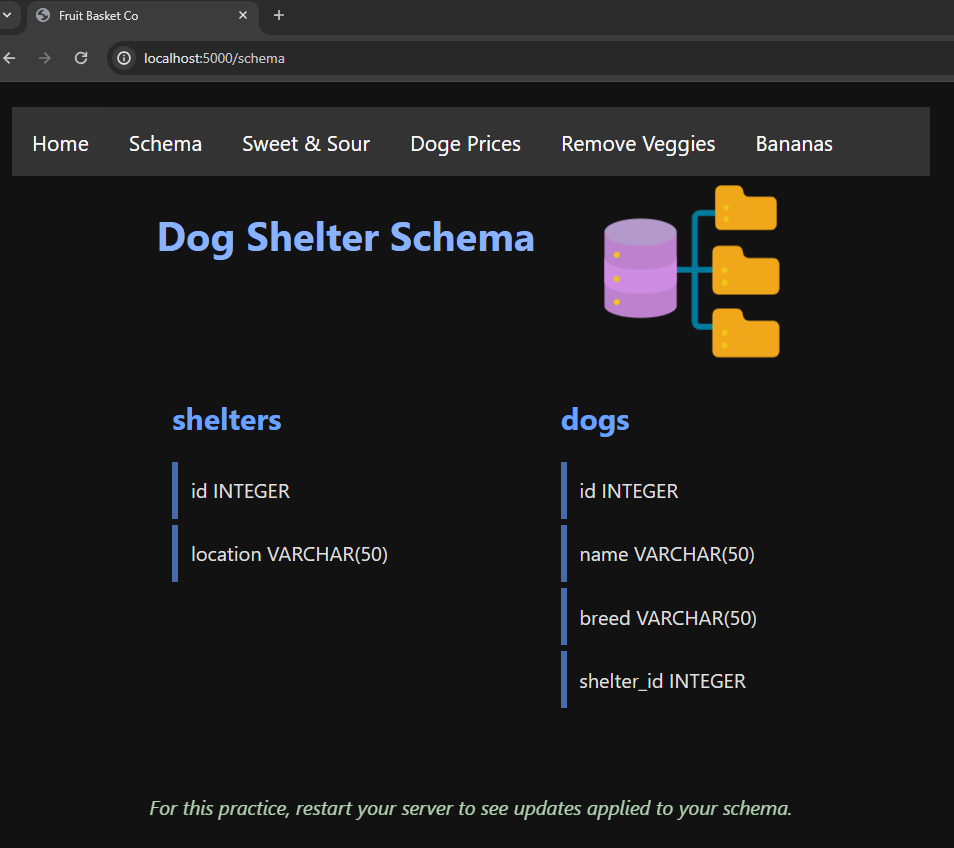 Fruit Basket Co
localhost:5000/schema
Home Schema Sweet & Sour Doge Prices Remove Veggies Bananas
Dog Shelter Schema
shelters
id INTEGER
location VARCHAR(50)
dogs
id INTEGER
name VARCHAR(50)
breed VARCHAR(50)
shelter_id INTEGER
For this practice, restart your server to see updates applied to your schema.